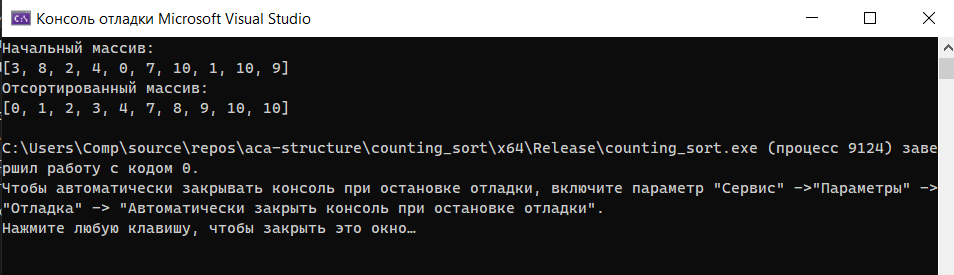 Консоль отладки Microsoft Visual Studio
Начальный массив:
[3, 8, 2, 4, 0, 7, 10, 1, 10, 9]
Отсортированный массив:
[0, 1, 2, 3, 4, 7, 8, 9, 10, 10]
C:\Users\Comp\source\repos\aca-structure\counting_sort\x64\Release\counting_sort.exe (процесс 9124) заве
ршил работу с кодом 0.
Чтобы автоматически закрывать консоль при остановке отладки, включите параметр "Сервис" ->"Параметры" ->
"Отладка" -> "Автоматически закрыть консоль при остановке отладки".
Нажмите любую клавишу, чтобы закрыть это окно…